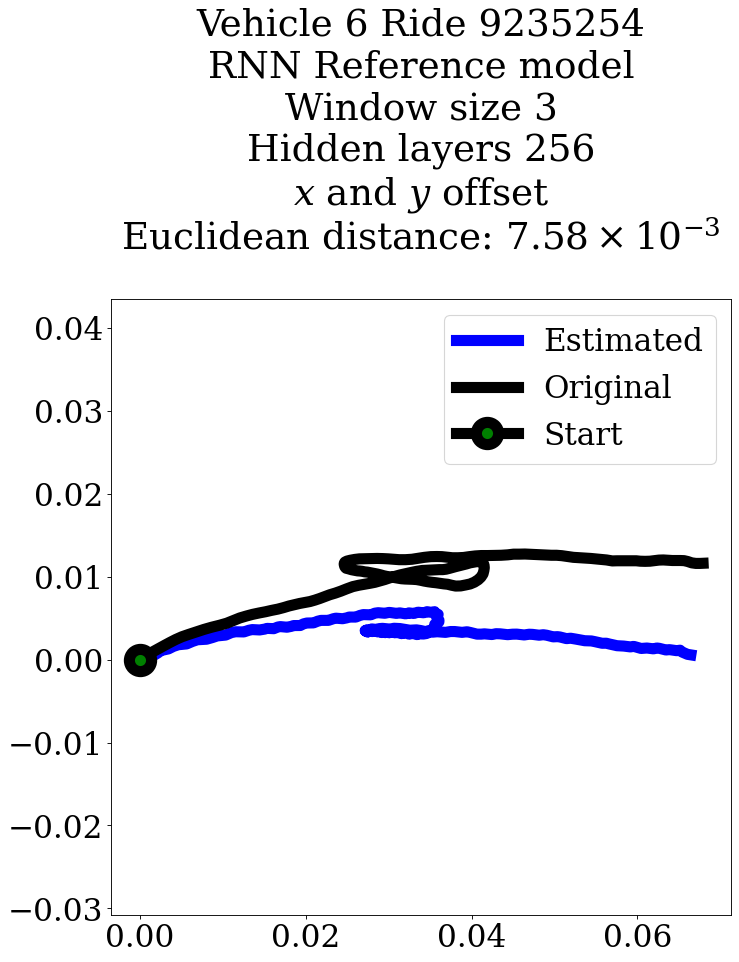 Vehicle 6 Ride 9235254
RNN Reference model
Window size 3
Hidden layers 256
x and y offset
Euclidean distance: 7.58 × 10⁻³
Estimated
Original
Start
0.04
0.03
0.02
0.01
0.00
−0.01
−0.02
−0.03
0.00 0.02 0.04 0.06